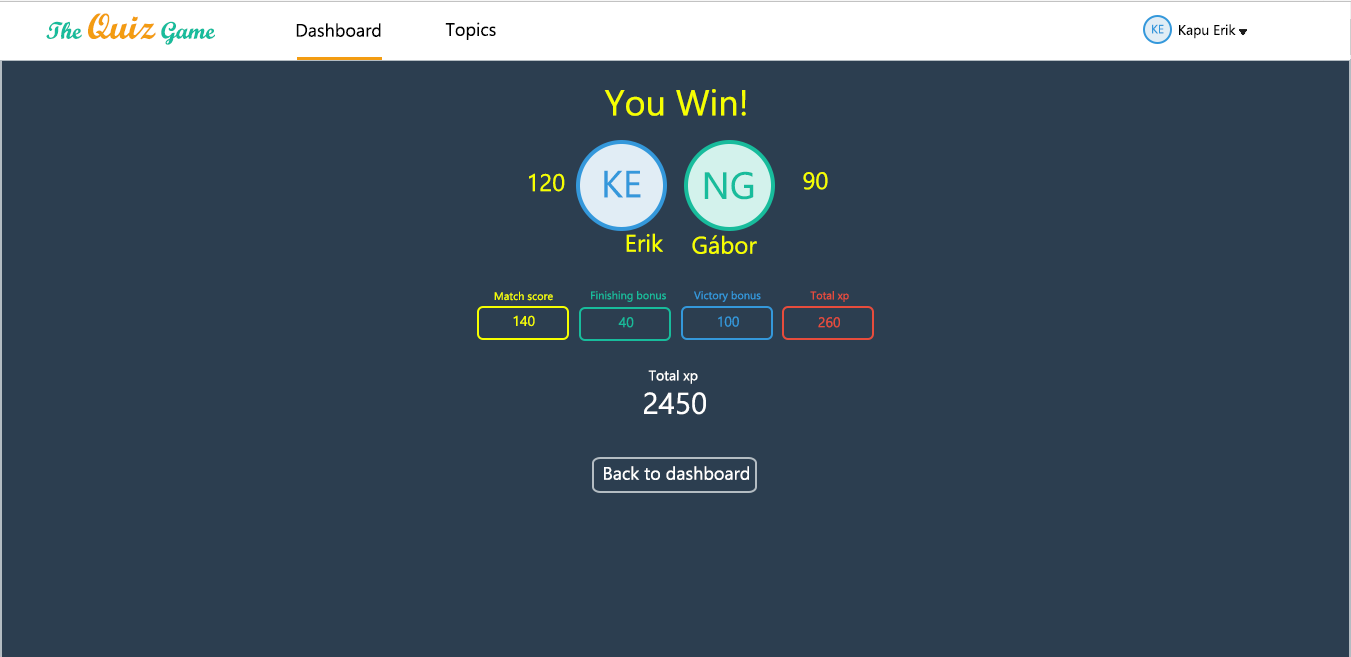 The Quiz Game Dashboard Topics KE Kapu Erik
You Win!
120 KE NG 90
Erik Gábor
Match score Finishing bonus Victory bonus Total xp
140 40 100 260
Total xp
2450
Back to dashboard